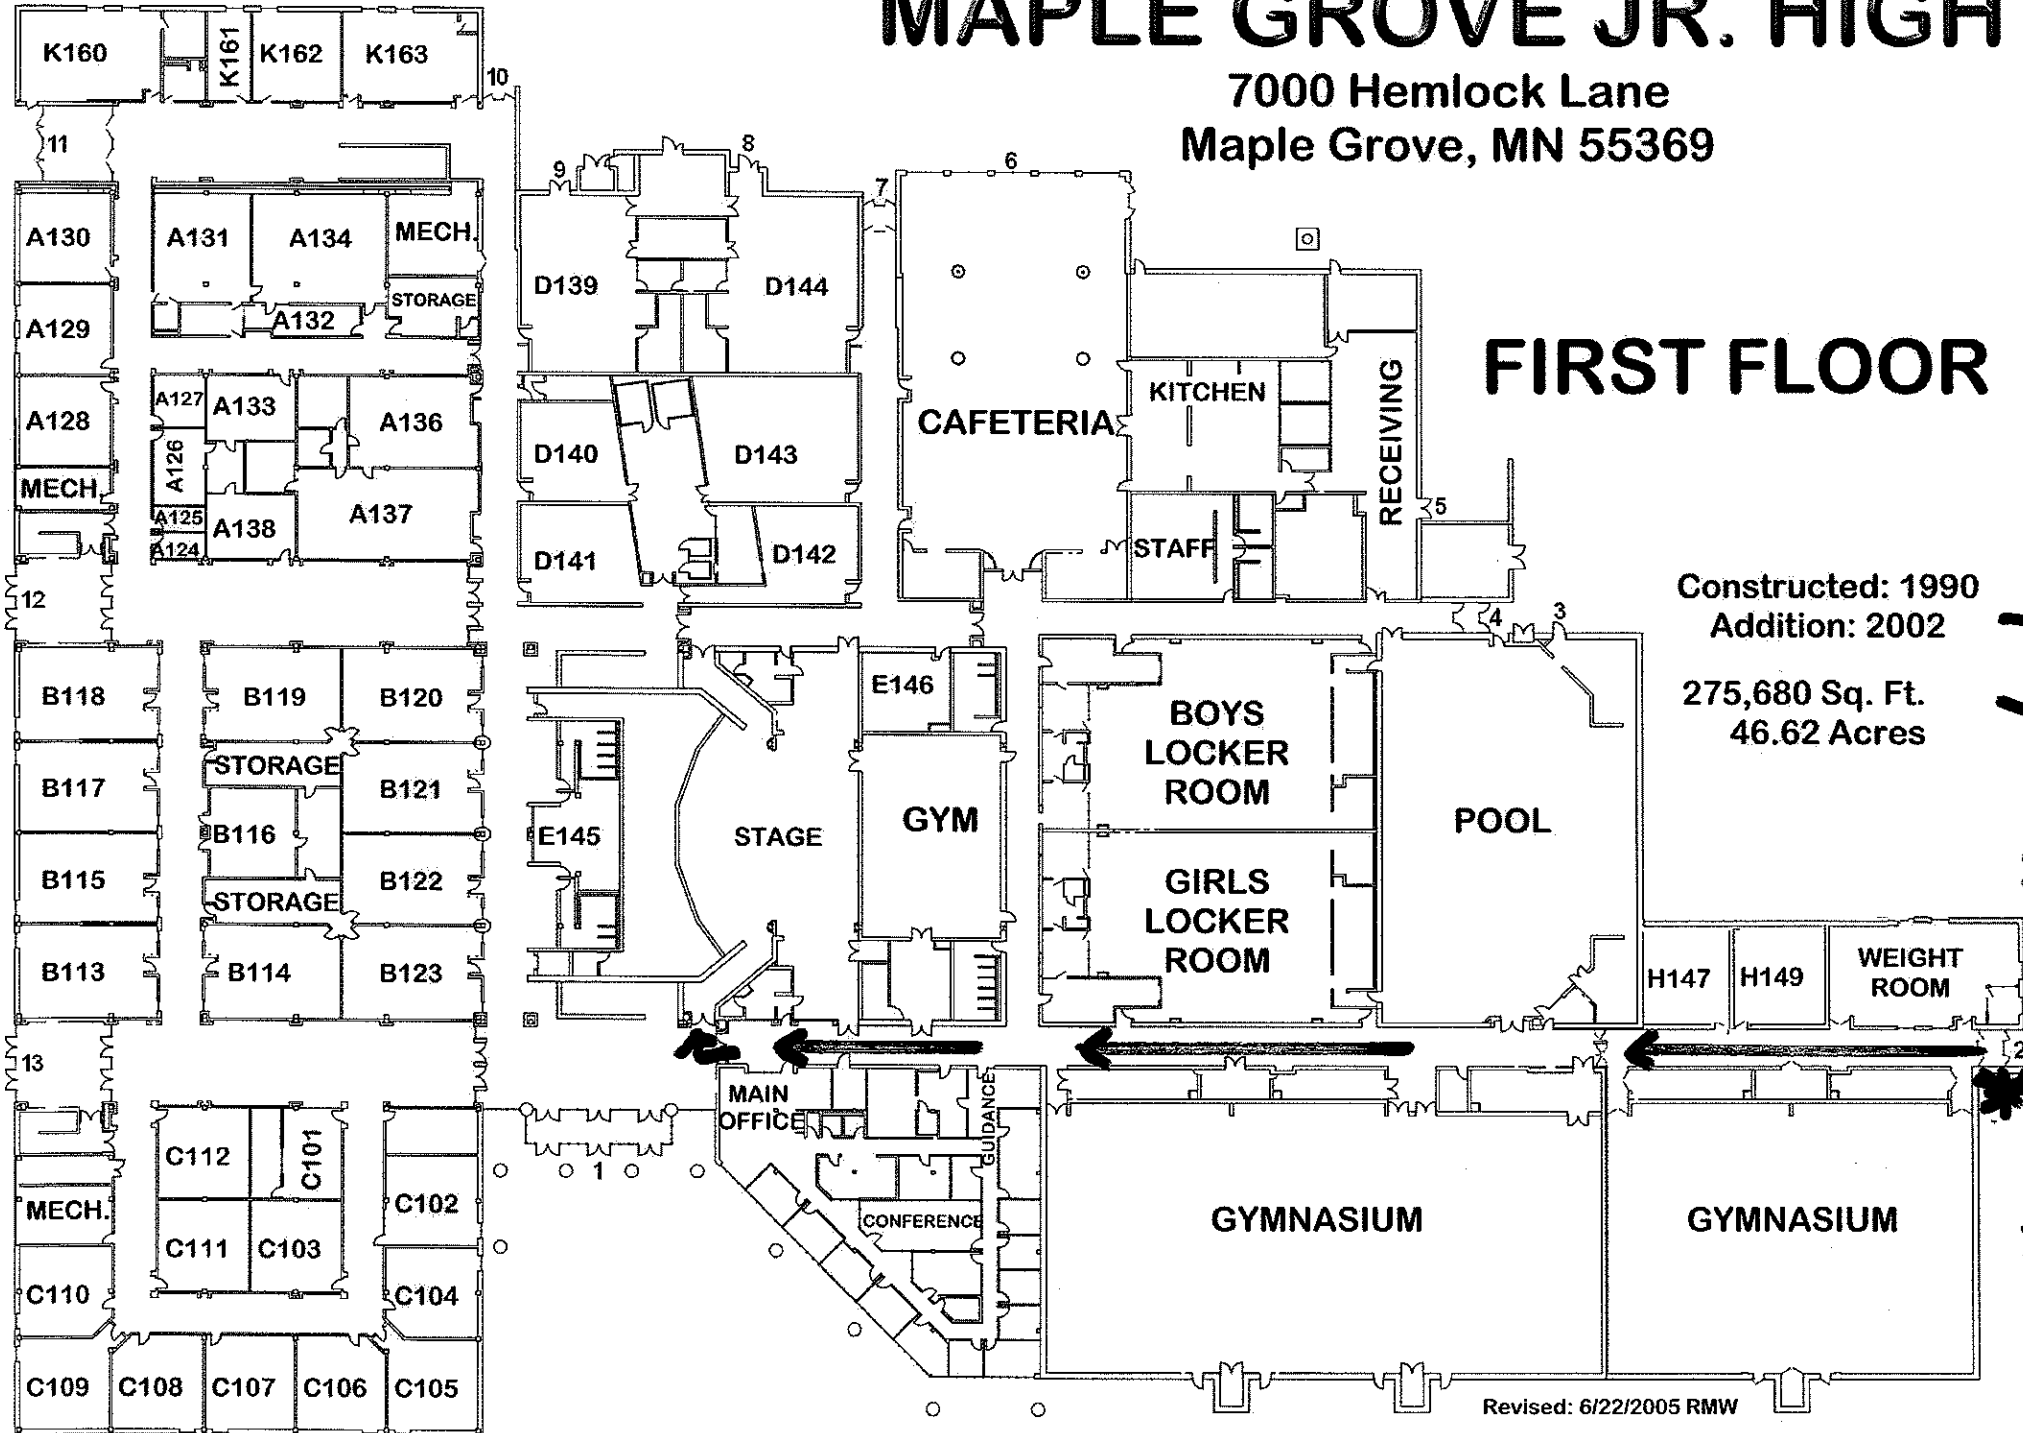 MAPLE GROVE JR. HIGH
7000 Hemlock Lane
Maple Grove, MN 55369
FIRST FLOOR
Constructed: 1990
Addition: 2002
275,680 Sq. Ft.
46.62 Acres
K160
K161
K162
K163
10
11
9
8
7
6
A130
A131
A134
MECH.
D139
D144
STORAGE
A129
A132
A128
A127
A133
A136
CAFETERIA
KITCHEN
RECEIVING
D140
D143
A126
MECH.
A125
A138
A137
A124
D141
D142
STAFF
5
12
4
3
B118
B119
B120
E146
BOYS
LOCKER
ROOM
STORAGE
B117
B121
B116
E145
STAGE
GYM
POOL
B115
B122
STORAGE
GIRLS
LOCKER
ROOM
B113
B114
B123
H147
H149
WEIGHT
ROOM
13
2
MAIN
OFFICE
GUIDANCE
C112
C101
1
C102
MECH.
C111
C103
CONFERENCE
GYMNASIUM
GYMNASIUM
C110
C104
C109
C108
C107
C106
C105
Revised: 6/22/2005 RMW